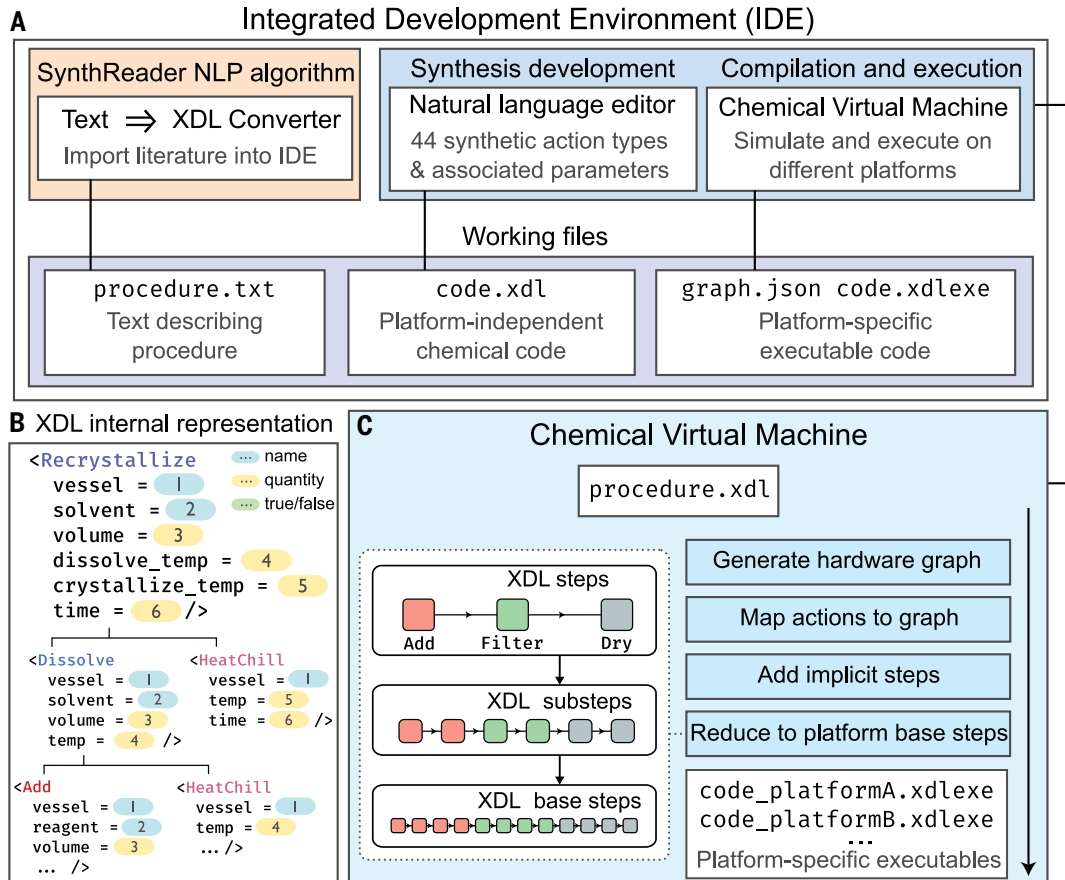 A
Integrated Development Environment (IDE)
SynthReader NLP algorithm
Text ⇒ XDL Converter
Import literature into IDE
Synthesis development
Natural language editor
44 synthetic action types
& associated parameters
Compilation and execution
Chemical Virtual Machine
Simulate and execute on
different platforms
Working files
procedure.txt
Text describing
procedure
code.xdl
Platform-independent
chemical code
graph.json code.xdlexe
Platform-specific
executable code
B XDL internal representation
<Recrystallize
vessel = 1
solvent = 2
volume = 3
dissolve_temp = 4
crystallize_temp = 5
time = 6 />
... name
... quantity
... true/false
<Dissolve
vessel = 1
solvent = 2
volume = 3
temp = 4 />
<HeatChill
vessel = 1
temp = 5
time = 6 />
<Add
vessel = 1
reagent = 2
volume = 3
... />
<HeatChill
vessel = 1
temp = 4
... />
C
Chemical Virtual Machine
procedure.xdl
XDL steps
Add Filter Dry
XDL substeps
XDL base steps
Generate hardware graph
Map actions to graph
Add implicit steps
Reduce to platform base steps
code_platformA.xdlexe
code_platformB.xdlexe
...
Platform-specific executables